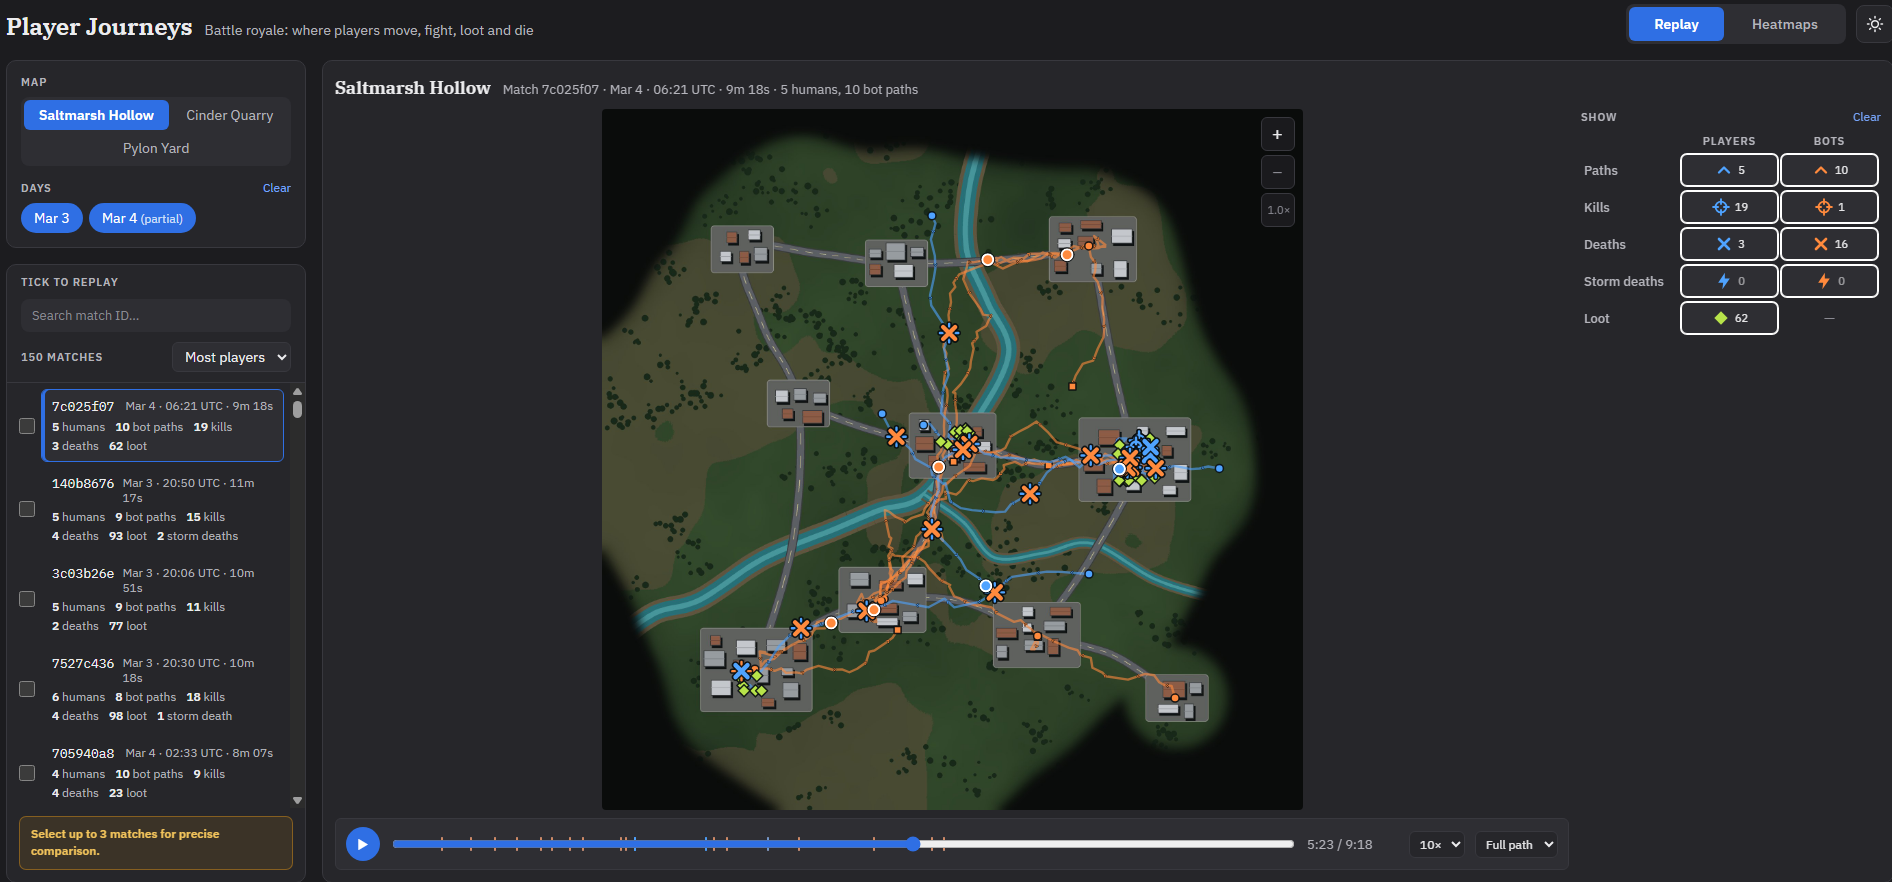 Player Journeys
Battle royale: where players move, fight, loot and die
Replay
Heatmaps
MAP
Saltmarsh Hollow
Cinder Quarry
Pylon Yard
DAYS
Clear
Mar 3
Mar 4 (partial)
TICK TO REPLAY
Search match ID...
150 MATCHES
Most players
7c025f07 Mar 4 · 06:21 UTC · 9m 18s
5 humans 10 bot paths 19 kills
3 deaths 62 loot
140b8676 Mar 3 · 20:50 UTC · 11m
17s
5 humans 9 bot paths 15 kills
4 deaths 93 loot 2 storm deaths
3c03b26e Mar 3 · 20:06 UTC · 10m
51s
5 humans 9 bot paths 11 kills
2 deaths 77 loot
7527c436 Mar 3 · 20:30 UTC · 10m
18s
6 humans 8 bot paths 18 kills
4 deaths 98 loot 1 storm death
705940a8 Mar 4 · 02:33 UTC · 8m 07s
4 humans 10 bot paths 9 kills
4 deaths 23 loot
Select up to 3 matches for precise
comparison.
Saltmarsh Hollow
Match 7c025f07 · Mar 4 · 06:21 UTC · 9m 18s · 5 humans, 10 bot paths
+
−
1.0×
SHOW
Clear
PLAYERS BOTS
Paths 5 10
Kills 19 1
Deaths 3 16
Storm deaths 0 0
Loot 62 —
5:23 / 9:18
10×
Full path